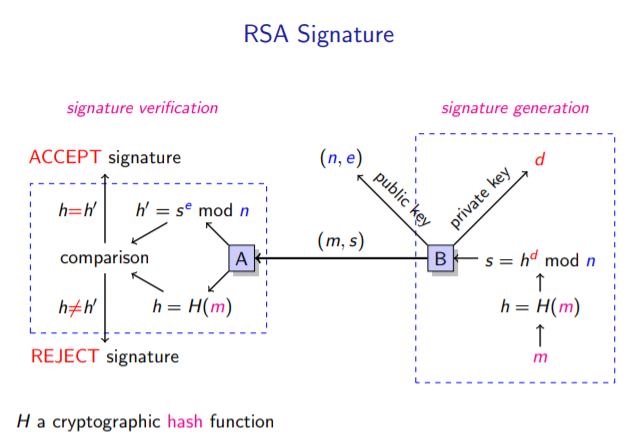 RSA Signature
signature verification
signature generation
ACCEPT signature
(n, e)
d
public key
private key
h=h′
h′ = s^e mod n
(m, s)
comparison
A
B
s = h^d mod n
h≠h′
h = H(m)
h = H(m)
REJECT signature
m
H a cryptographic hash function